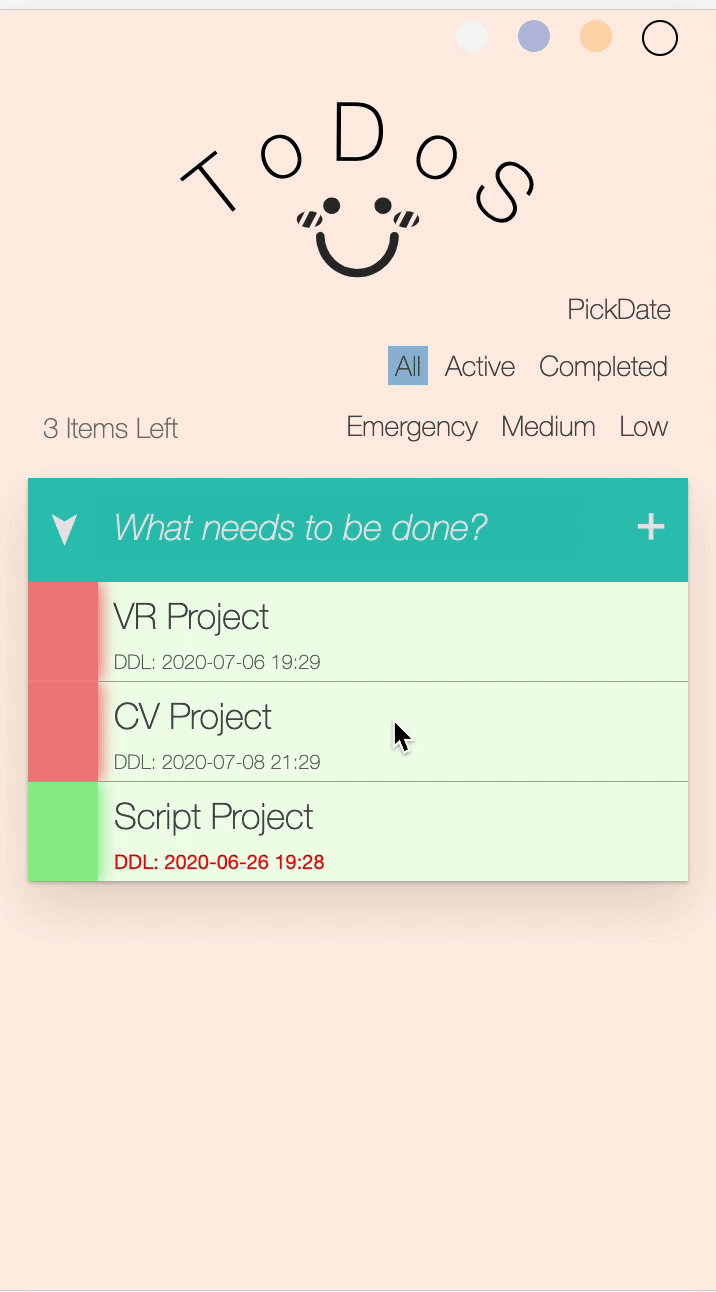 ToDos
PickDate
All Active Completed
3 Items Left Emergency Medium Low
What needs to be done? +
VR Project
DDL: 2020-07-06 19:29
CV Project
DDL: 2020-07-08 21:29
Script Project
DDL: 2020-06-26 19:28